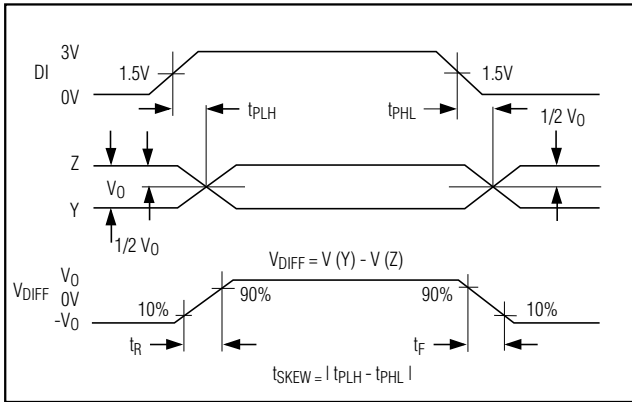 3V
DI
1.5V
1.5V
0V
tPLH
tPHL
1/2 VO
Z
VO
Y
1/2 VO
VDIFF = V (Y) - V (Z)
VO
VDIFF
0V
-VO
10%
90%
90%
10%
tR
tF
tSKEW = | tPLH - tPHL |